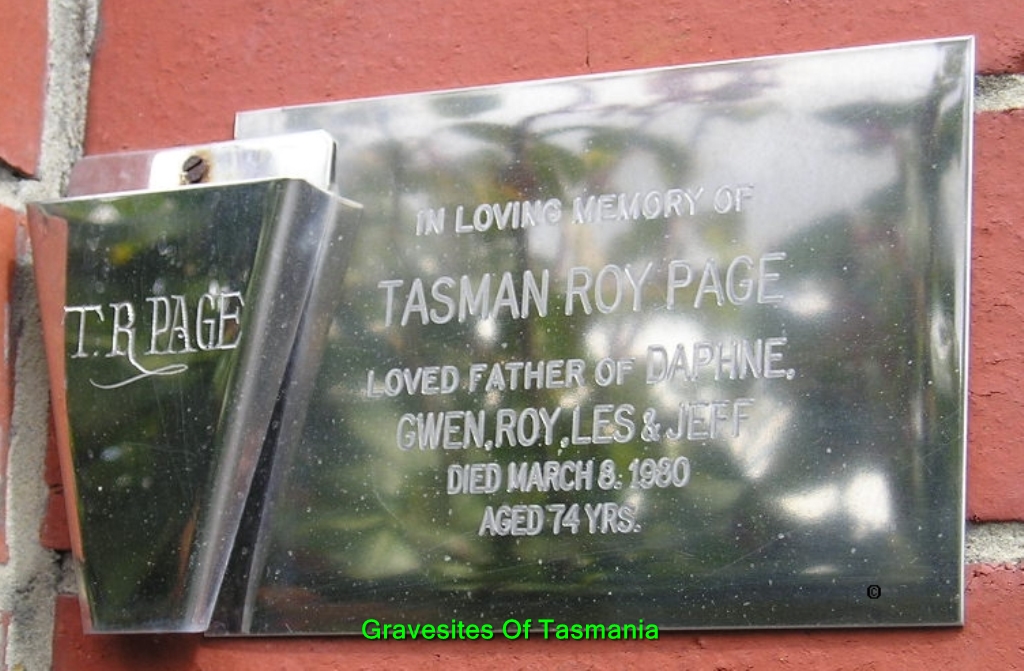 T.R PAGE
IN LOVING MEMORY OF
TASMAN ROY PAGE
LOVED FATHER OF DAPHNE,
GWEN, ROY, LES & JEFF
DIED MARCH 8. 1980
AGED 74 YRS.
©
Gravesites Of Tasmania